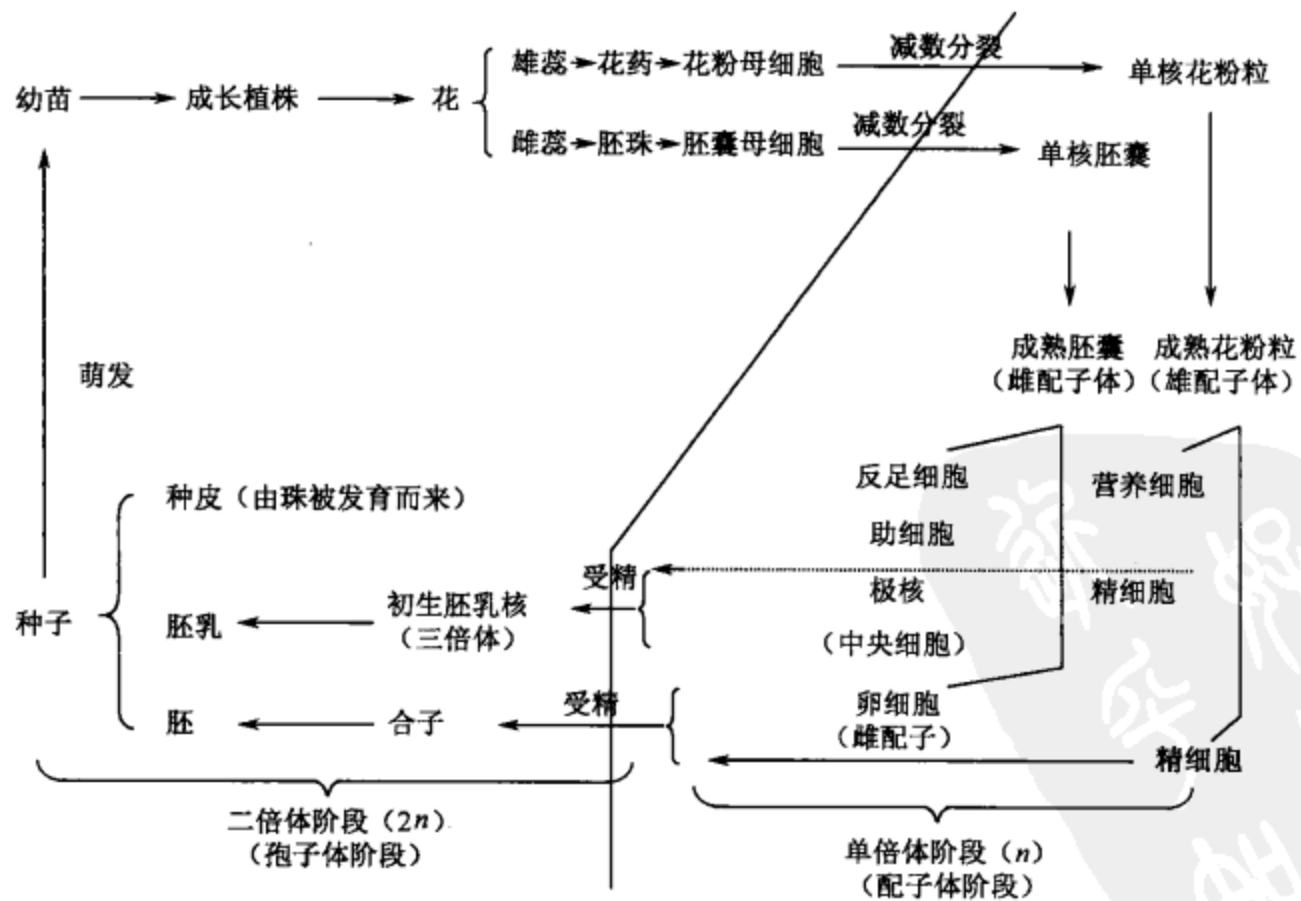 减数分裂
雄蕊→花药→花粉母细胞
单核花粉粒
幼苗
成长植株
花
减数分裂
雌蕊→胚珠→胚囊母细胞
单核胚囊
成熟胚囊
(雌配子体)
成熟花粉粒
(雄配子体)
萌发
反足细胞
营养细胞
种皮(由珠被发育而来)
助细胞
受精
极核
精细胞
初生胚乳核
(三倍体)
种子
胚乳
(中央细胞)
受精
胚
合子
卵细胞
(雌配子)
精细胞
二倍体阶段(2n).
(孢子体阶段)
单倍体阶段(n)
(配子体阶段)